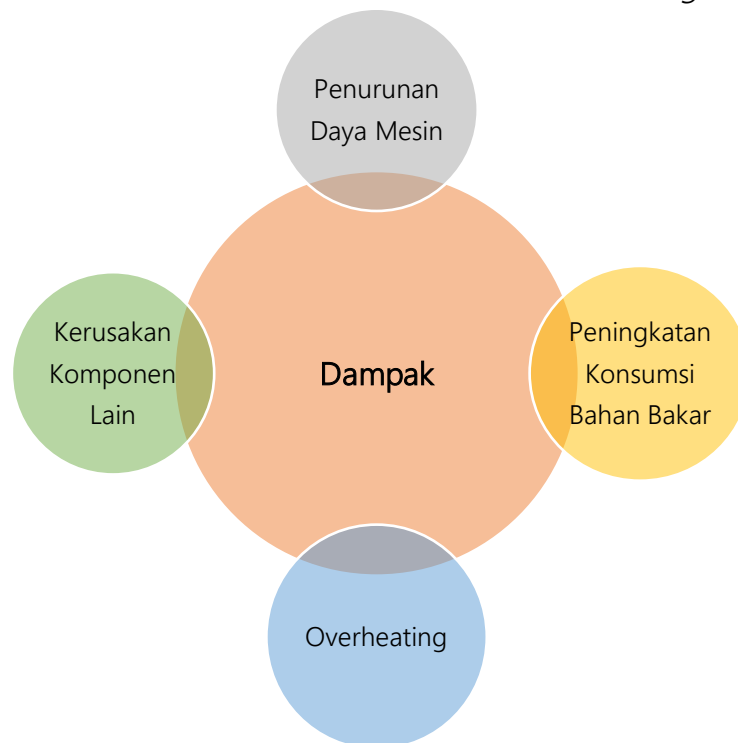 Penurunan
Daya Mesin
Kerusakan
Komponen
Lain
Dampak
Peningkatan
Konsumsi
Bahan Bakar
Overheating